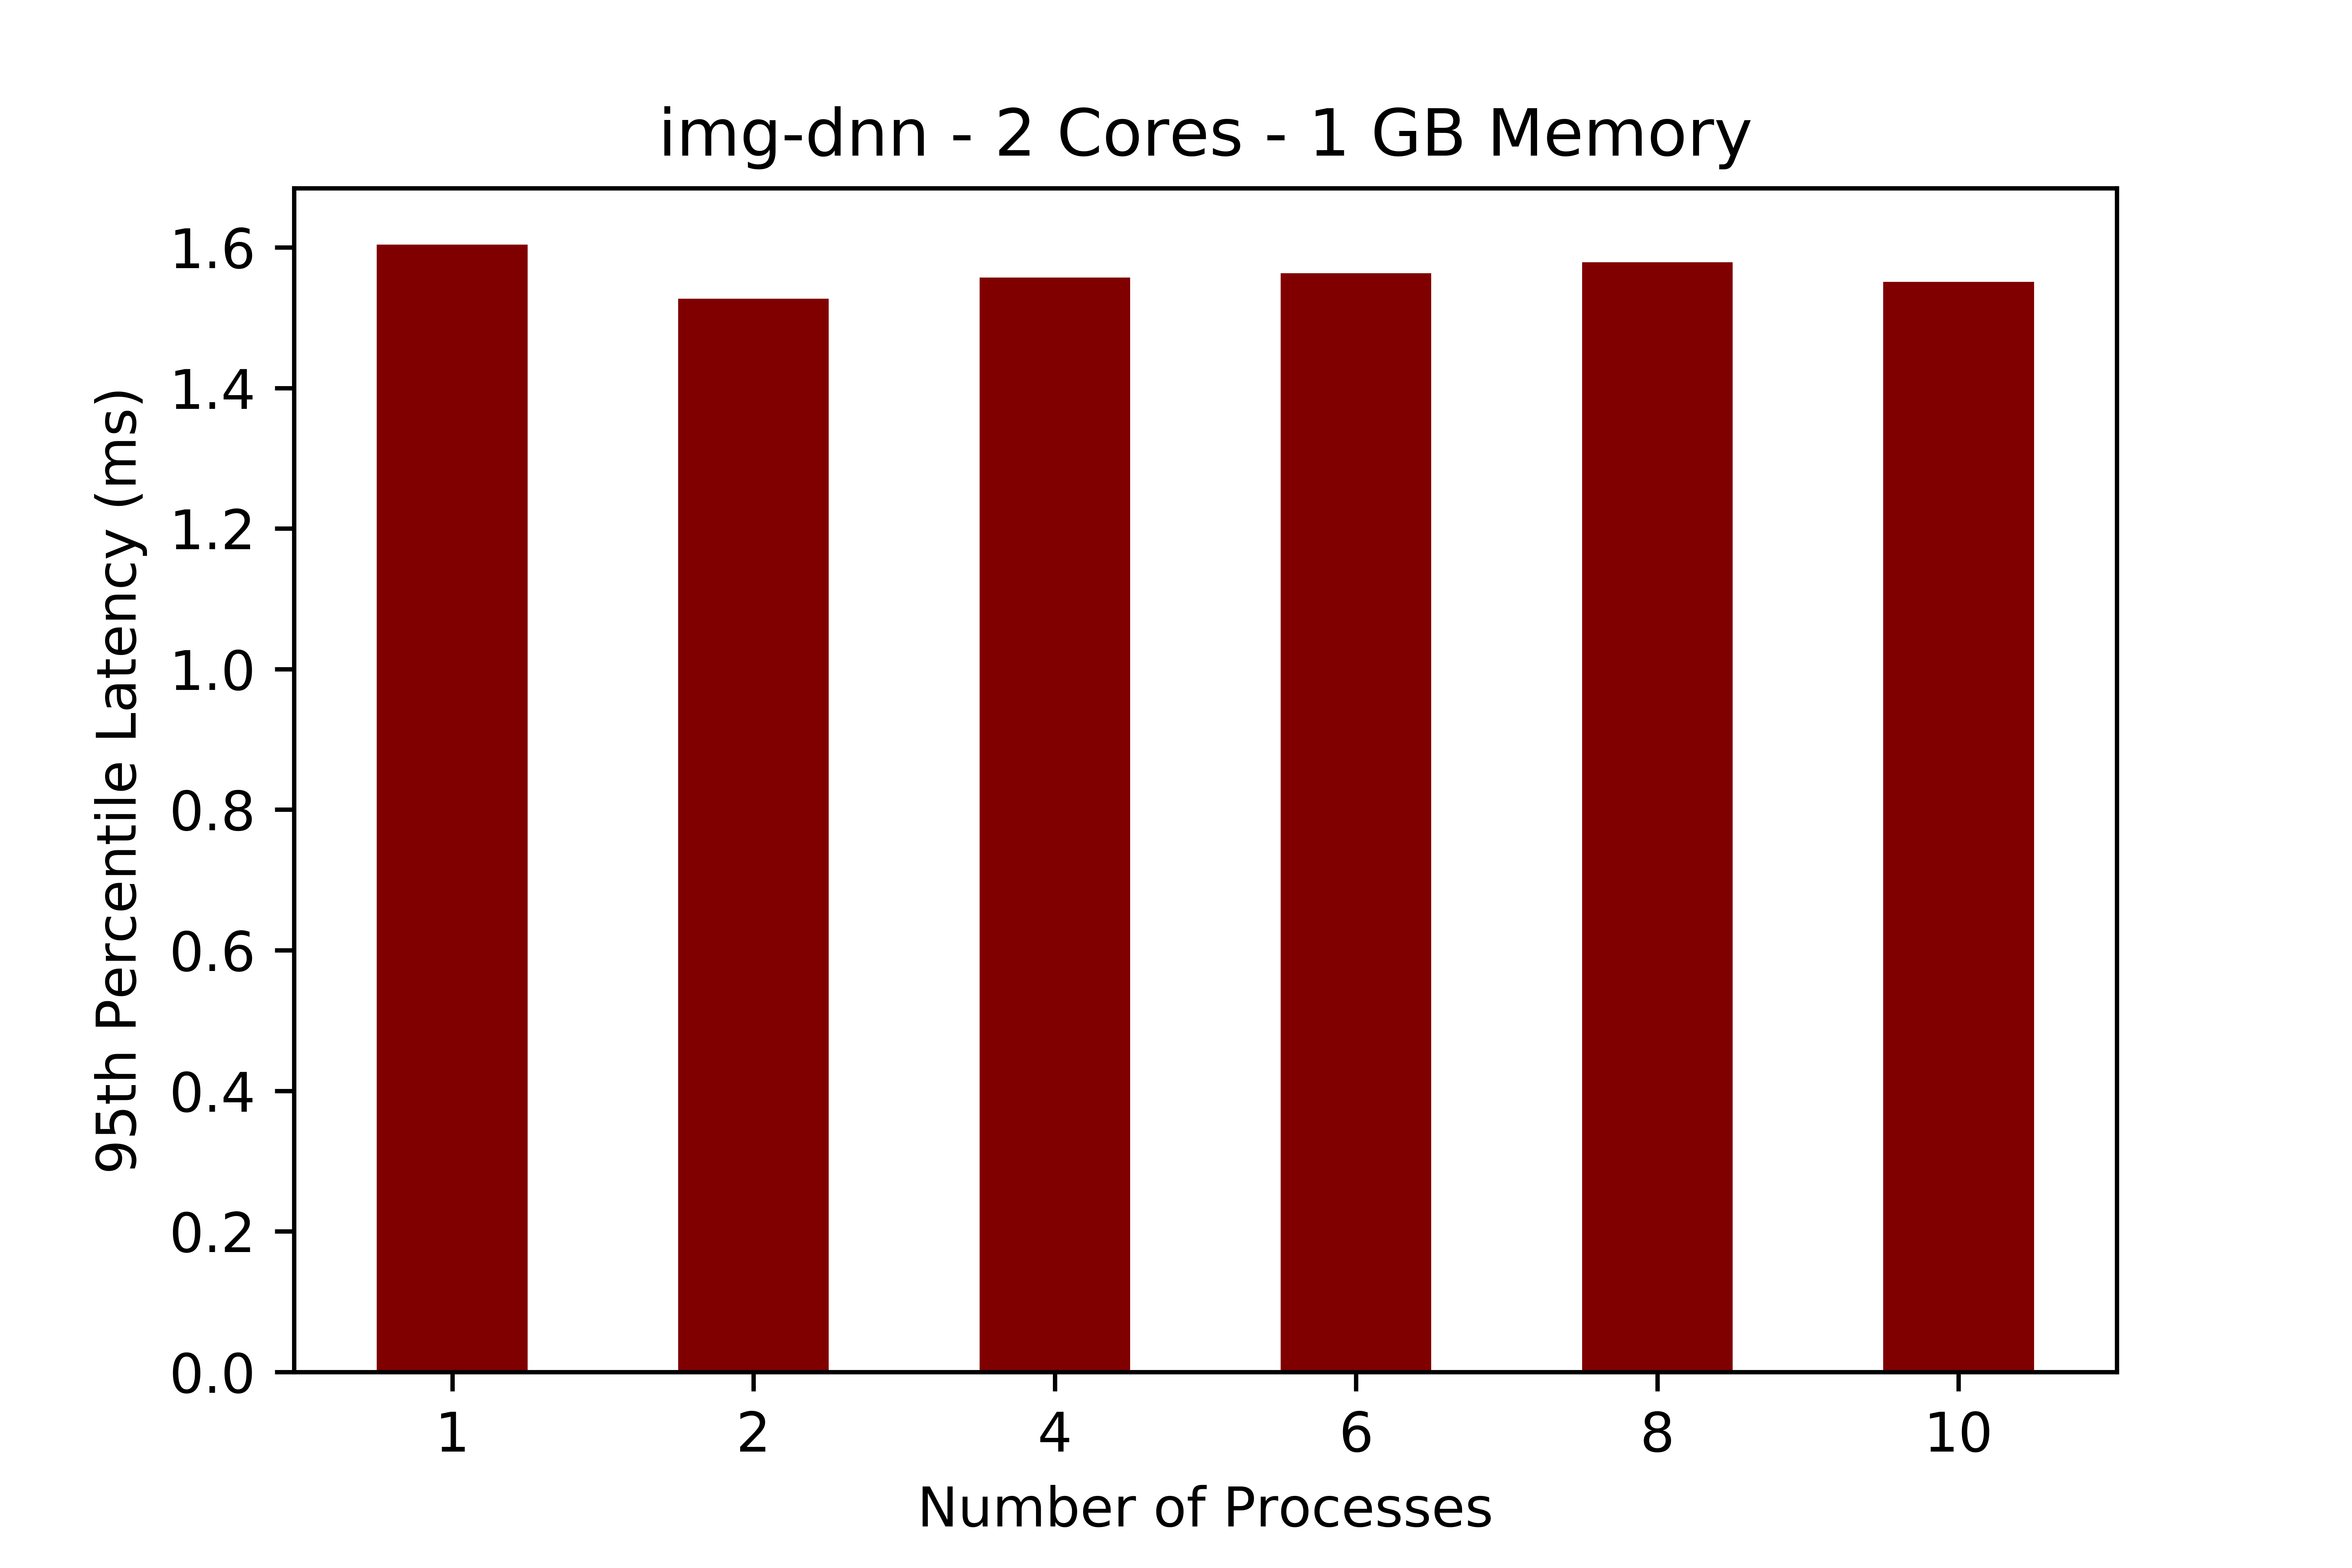 img-dnn - 2 Cores - 1 GB Memory
95th Percentile Latency (ms)
1.6
1.4
1.2
1.0
0.8
0.6
0.4
0.2
0.0
1 2 4 6 8 10
Number of Processes